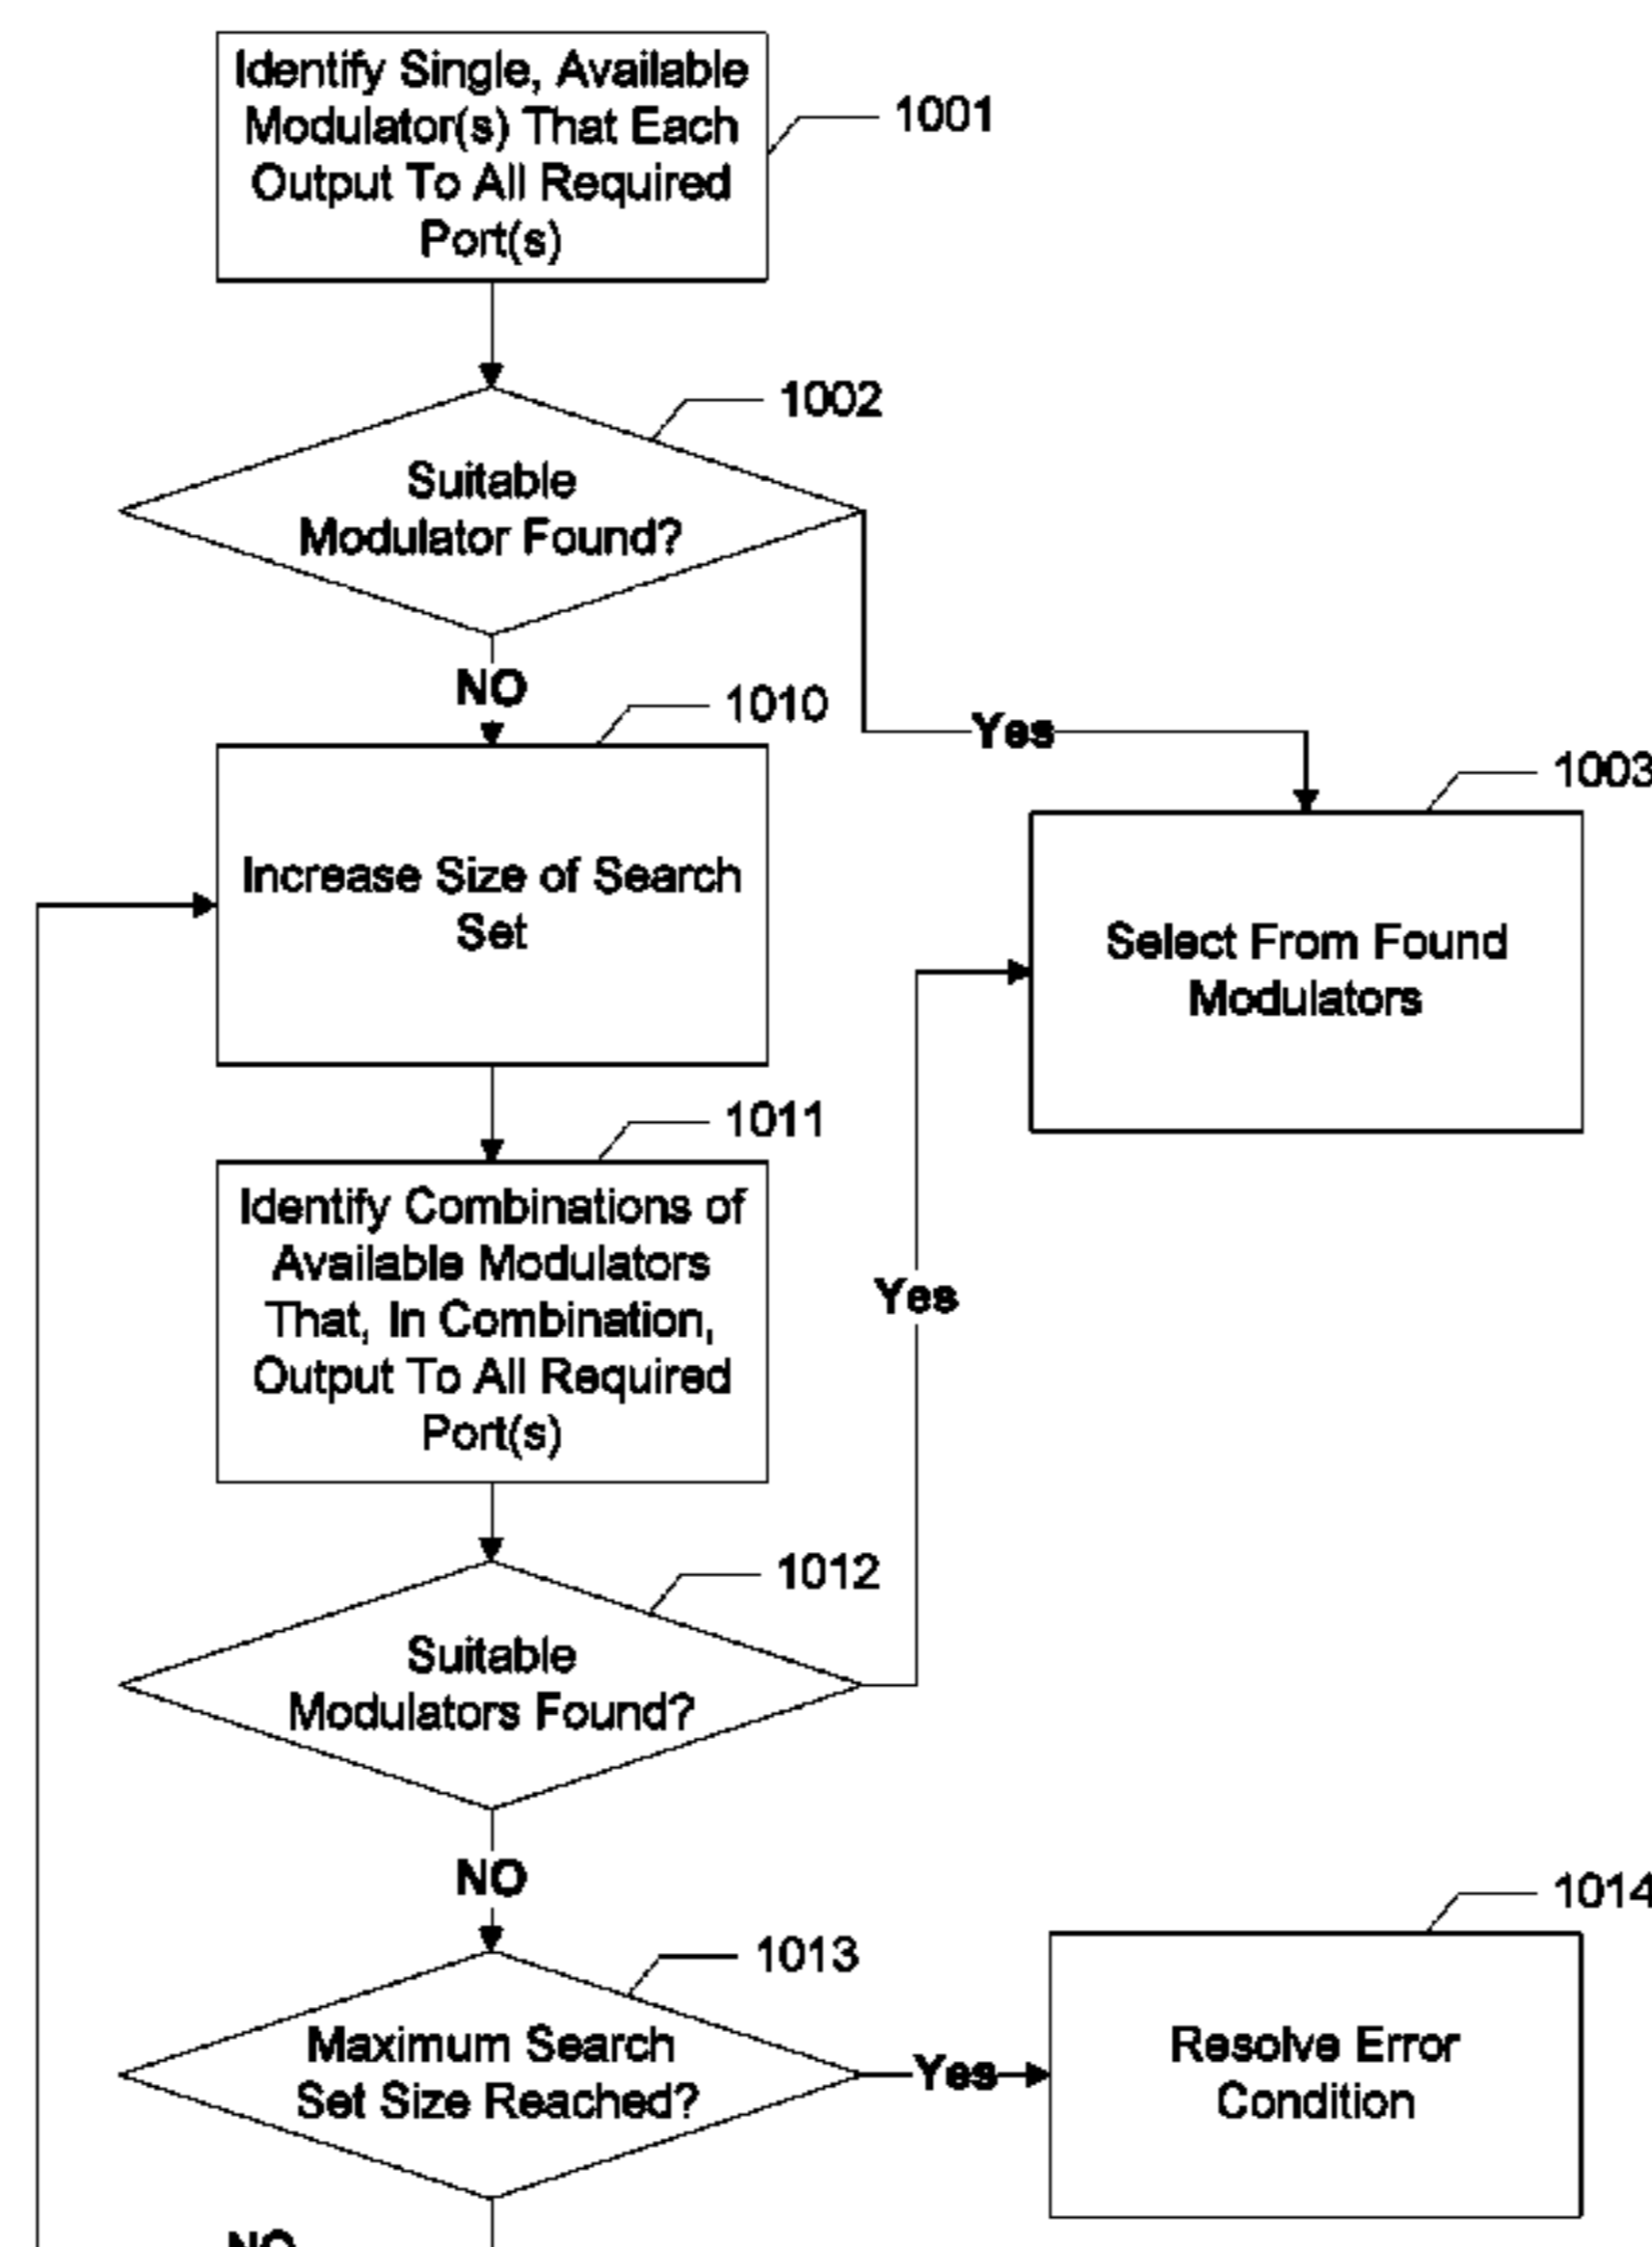 Identify Single, Available
Modulator(s) That Each
Output To All Required
Port(s)
1001
1002
Suitable
Modulator Found?
NO
Yes
1010
Increase Size of Search
Set
1003
Select From Found
Modulators
1011
Identify Combinations of
Available Modulators
That, In Combination,
Output To All Required
Port(s)
Yes
1012
Suitable
Modulators Found?
NO
1013
Maximum Search
Set Size Reached?
Yes
1014
Resolve Error
Condition
NO